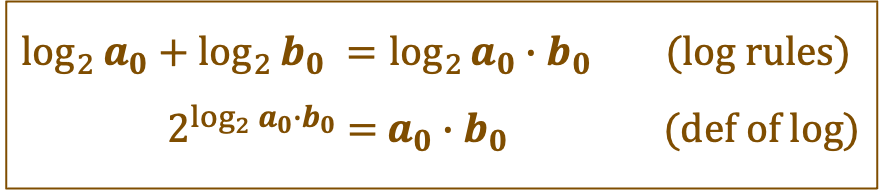 log₂ a₀ + log₂ b₀ = log₂ a₀ · b₀ (log rules)
2^(log₂ a₀·b₀) = a₀ · b₀ (def of log)